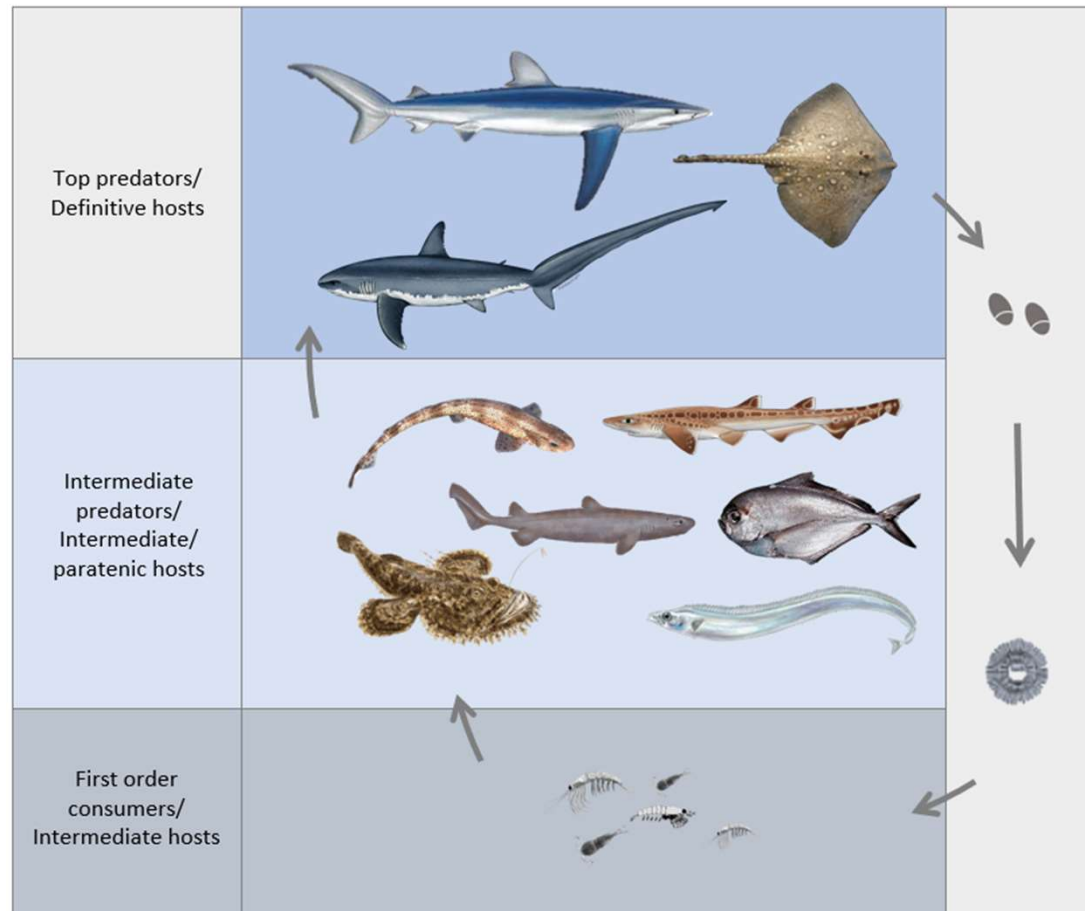 Top predators/
Definitive hosts
Intermediate
predators/
Intermediate/
paratenic hosts
First order
consumers/
Intermediate hosts